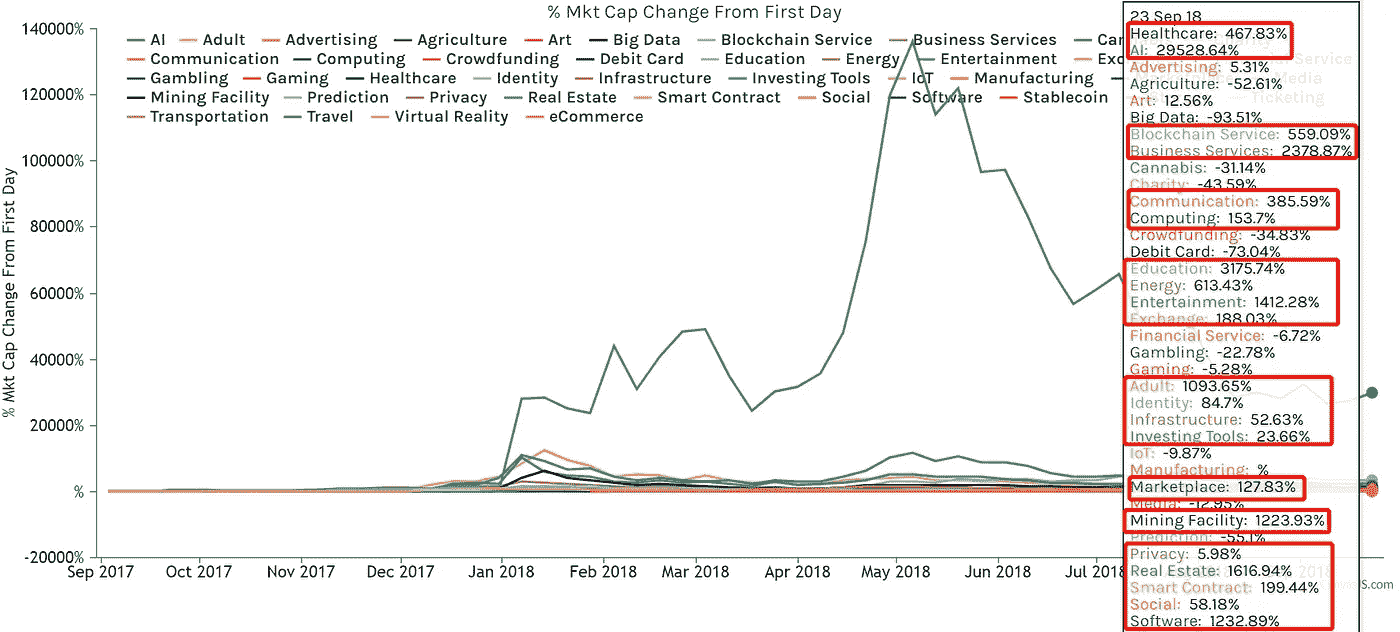 % Mkt Cap Change From First Day
140000%
120000%
100000%
80000%
60000%
40000%
20000%
%
-20000%
% Mkt Cap Change From First Day
AI Adult Advertising Agriculture Art Big Data Blockchain Service Business Services
Communication Computing Crowdfunding Debit Card Education Energy Entertainment
Gambling Gaming Healthcare Identity Infrastructure Investing Tools IoT Manufacturing
Mining Facility Prediction Privacy Real Estate Smart Contract Social Software Stablecoin
Transportation Travel Virtual Reality eCommerce
Service
Media
Ticketing
Sep 2017 Oct 2017 Nov 2017 Dec 2017 Jan 2018 Feb 2018 Mar 2018 Apr 2018 May 2018 Jun 2018 Jul 2018
23 Sep 18
Healthcare: 467.83%
AI: 29528.64%
Advertising: 5.31%
Agriculture: -52.61%
Art: 12.56%
Big Data: -93.51%
Blockchain Service: 559.09%
Business Services: 2378.87%
Cannabis: -31.14%
Charity: -43.59%
Communication: 385.59%
Computing: 153.7%
Crowdfunding: -34.83%
Debit Card: -73.04%
Education: 3175.74%
Energy: 613.43%
Entertainment: 1412.28%
Exchange: 188.03%
Financial Service: -6.72%
Gambling: -22.78%
Gaming: -5.28%
Adult: 1093.65%
Identity: 84.7%
Infrastructure: 52.63%
Investing Tools: 23.66%
IoT: -9.87%
Manufacturing: %
Marketplace: 127.83%
Media: -12.95%
Mining Facility: 1223.93%
Prediction: -55.1%
Privacy: 5.98%
Real Estate: 1616.94%
Smart Contract: 199.44%
Social: 58.18%
Software: 1232.89%